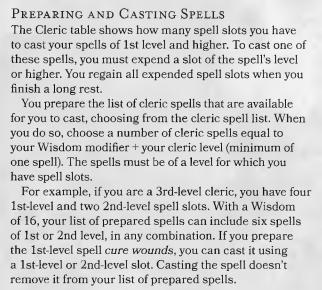 PREPARING AND CASTING SPELLS
The Cleric table shows how many spell slots you have
to cast your spells of 1st level and higher. To cast one of
these spells, you must expend a slot of the spell's level
or higher. You regain all expended spell slots when you
finish a long rest.
You prepare the list of cleric spells that are available
for you to cast, choosing from the cleric spell list. When
you do so, choose a number of cleric spells equal to
your Wisdom modifier + your cleric level (minimum of
one spell). The spells must be of a level for which you
have spell slots.
For example, if you are a 3rd-level cleric, you have four
1st-level and two 2nd-level spell slots. With a Wisdom
of 16, your list of prepared spells can include six spells
of 1st or 2nd level, in any combination. If you prepare
the 1st-level spell cure wounds, you can cast it using
a 1st-level or 2nd-level slot. Casting the spell doesn't
remove it from your list of prepared spells.